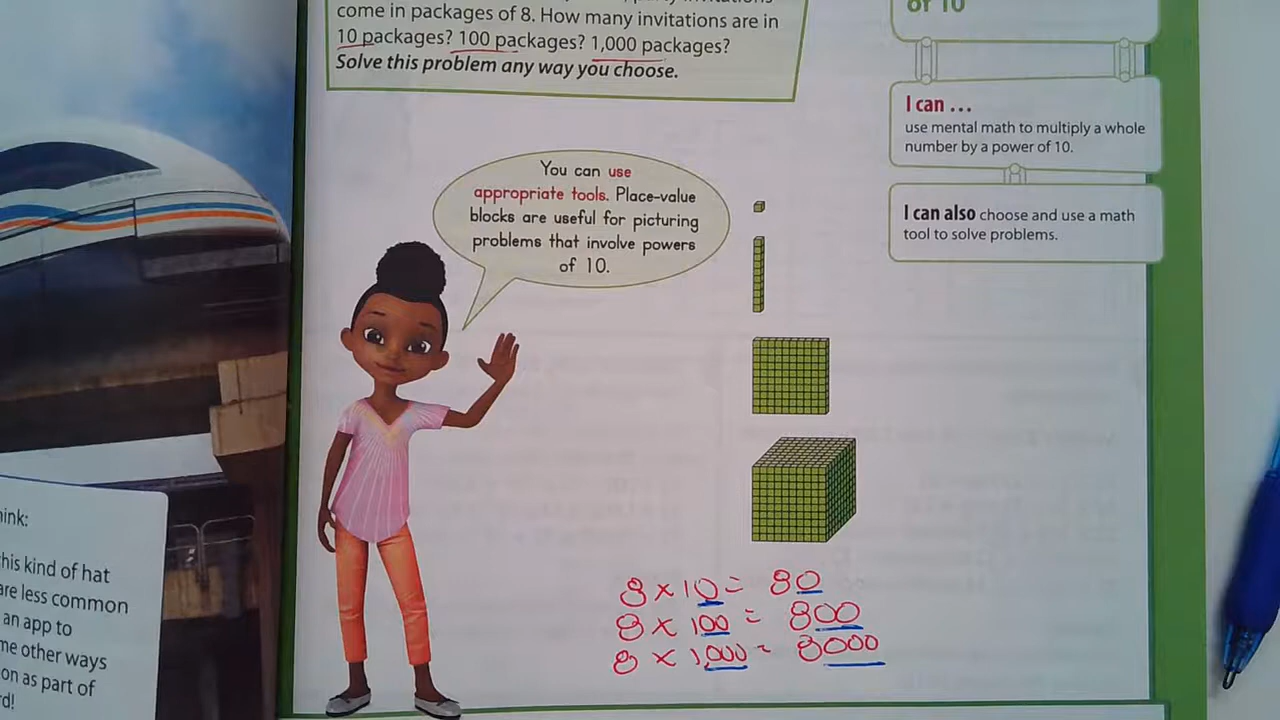 come in packages of 8. How many invitations are in
10 packages? 100 packages? 1,000 packages?
Solve this problem any way you choose.
of 10
I can ...
use mental math to multiply a whole
number by a power of 10.
I can also choose and use a math
tool to solve problems.
You can use
appropriate tools. Place-value
blocks are useful for picturing
problems that involve powers
of 10.
hink:
his kind of hat
are less common
an app to
me other ways
on as part of
rd!
8 × 10 = 80
8 × 100 = 800
8 × 1,000 = 8000